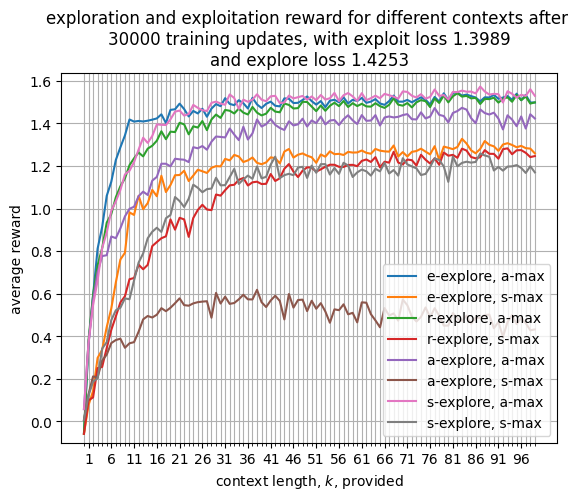 exploration and exploitation reward for different contexts after
30000 training updates, with exploit loss 1.3989
and explore loss 1.4253
1.6
1.4
1.2
1.0
0.8
0.6
0.4
0.2
0.0
average reward
e-explore, a-max
e-explore, s-max
r-explore, a-max
r-explore, s-max
a-explore, a-max
a-explore, s-max
s-explore, a-max
s-explore, s-max
1 6 11 16 21 26 31 36 41 46 51 56 61 66 71 76 81 86 91 96
context length, k, provided